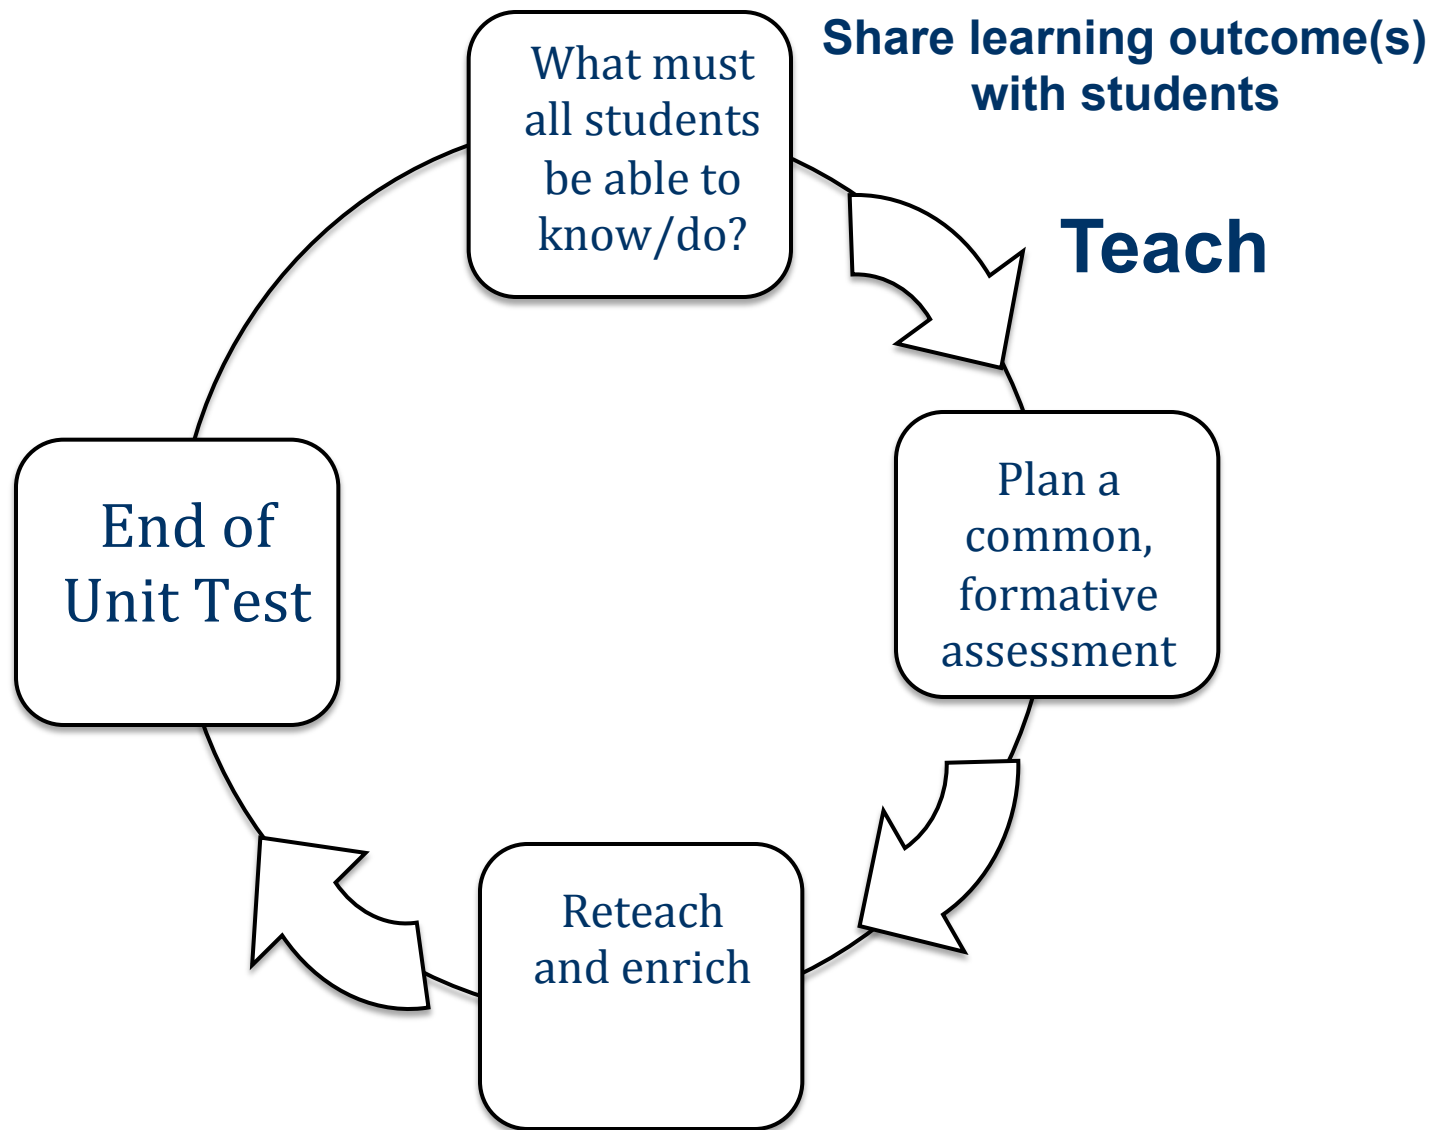 What must
all students
be able to
know/do?
Share learning outcome(s)
with students
Teach
Plan a
common,
formative
assessment
Reteach
and enrich
End of
Unit Test